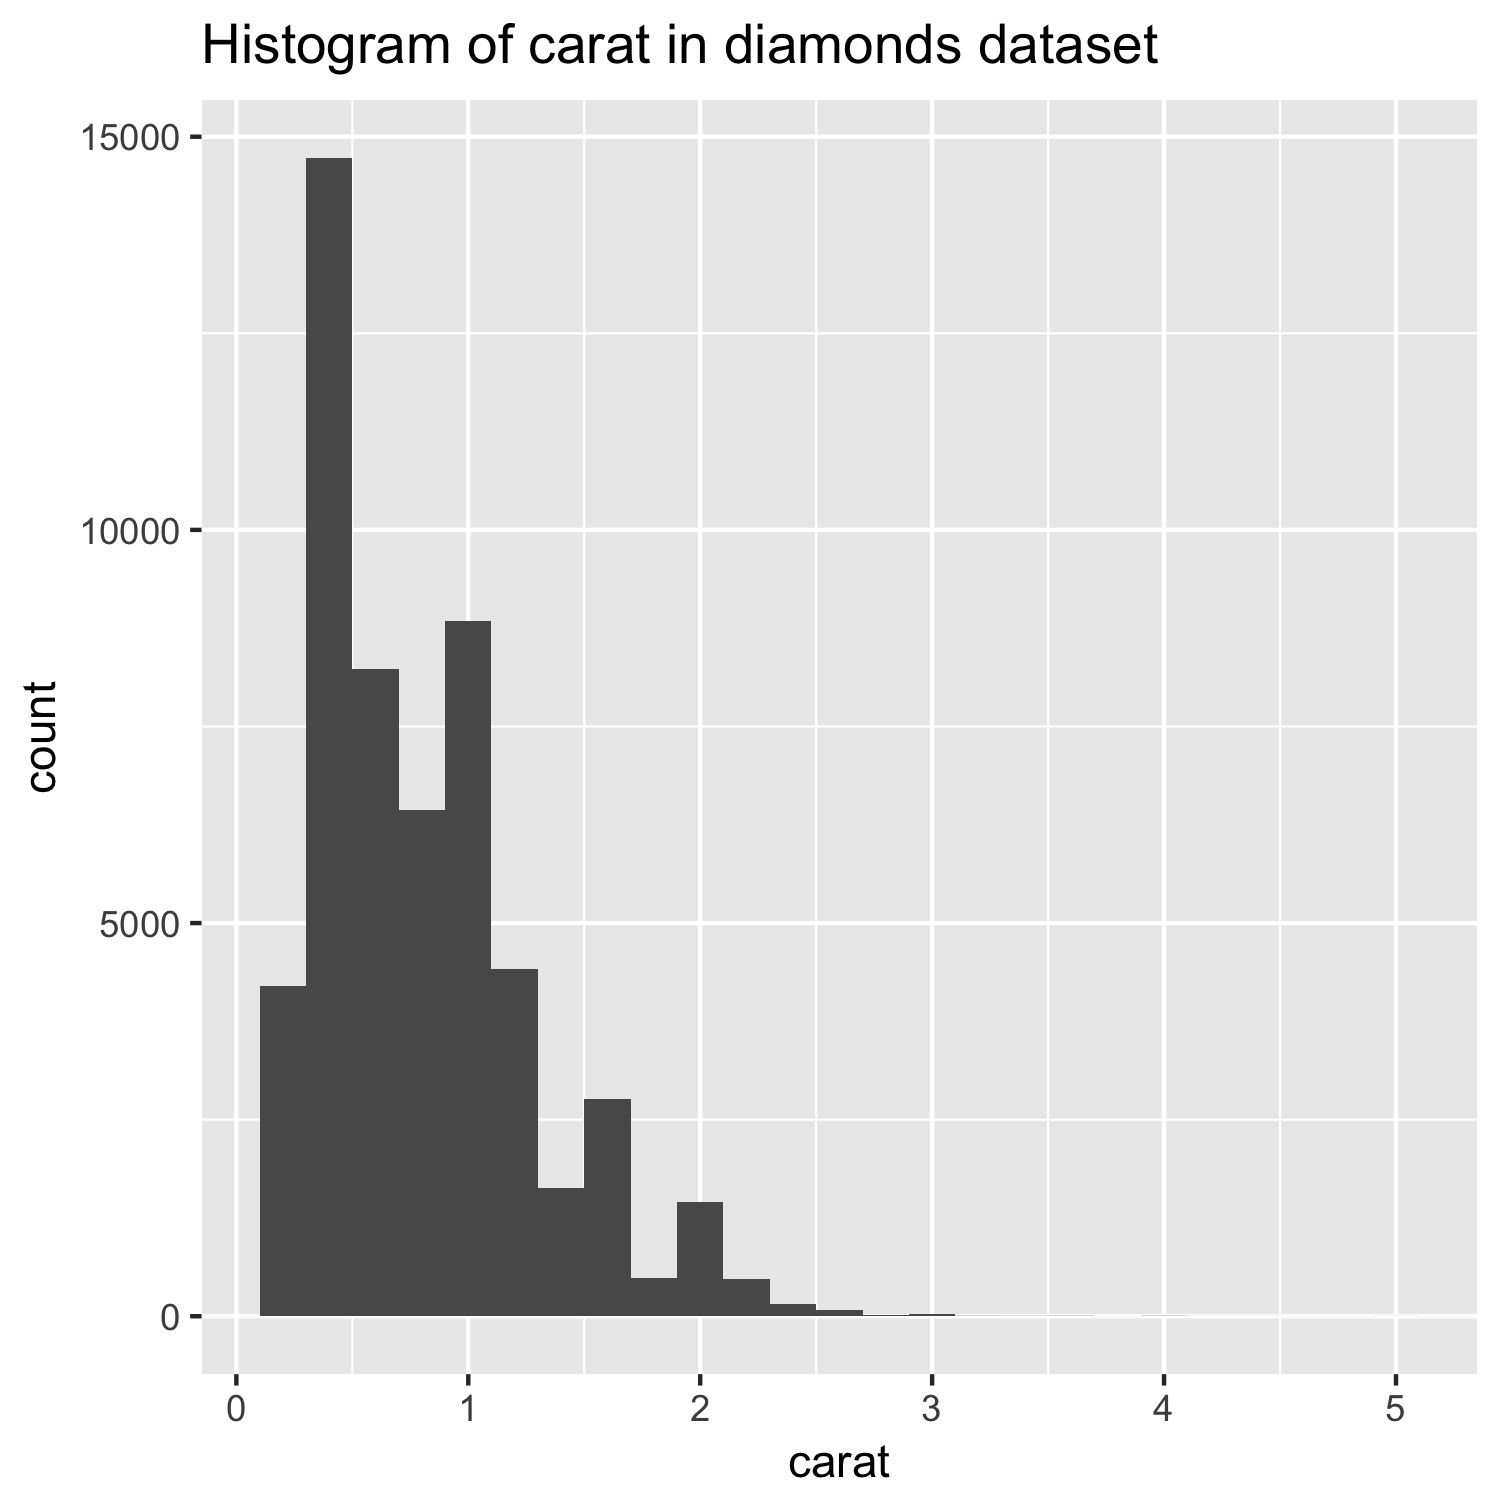 Histogram of carat in diamonds dataset
15000
10000
5000
0
count
0 1 2 3 4 5
carat